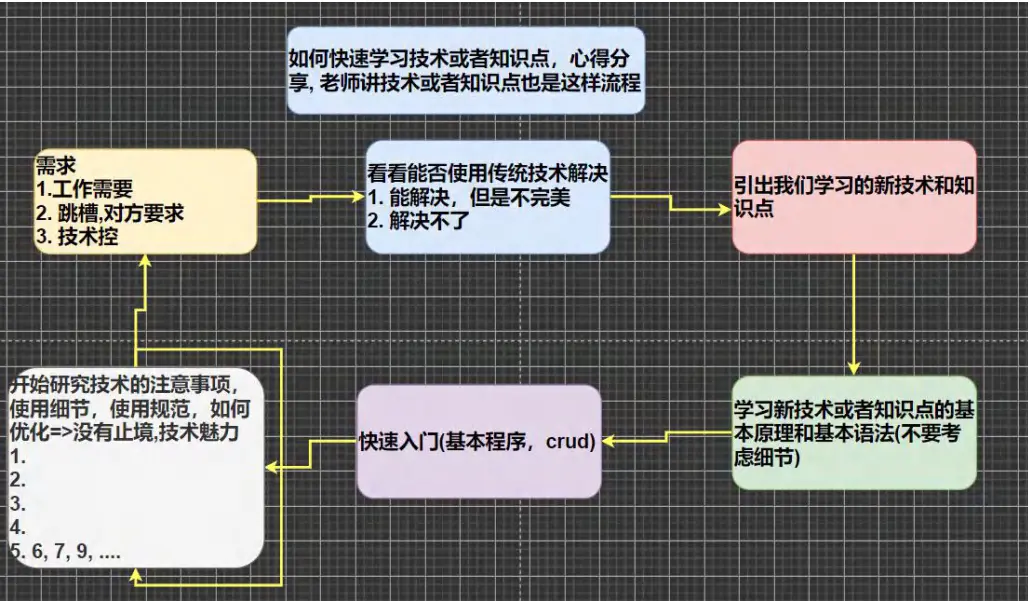 如何快速学习技术或者知识点，心得分
享, 老师讲技术或者知识点也是这样流程
需求
1.工作需要
2. 跳槽,对方要求
3. 技术控
看看能否使用传统技术解决
1. 能解决，但是不完美
2. 解决不了
引出我们学习的新技术和知
识点
学习新技术或者知识点的基
本原理和基本语法(不要考
虑细节)
快速入门(基本程序，crud)
开始研究技术的注意事项，
使用细节，使用规范，如何
优化=>没有止境,技术魅力
1.
2.
3.
4.
5. 6, 7, 9, ....